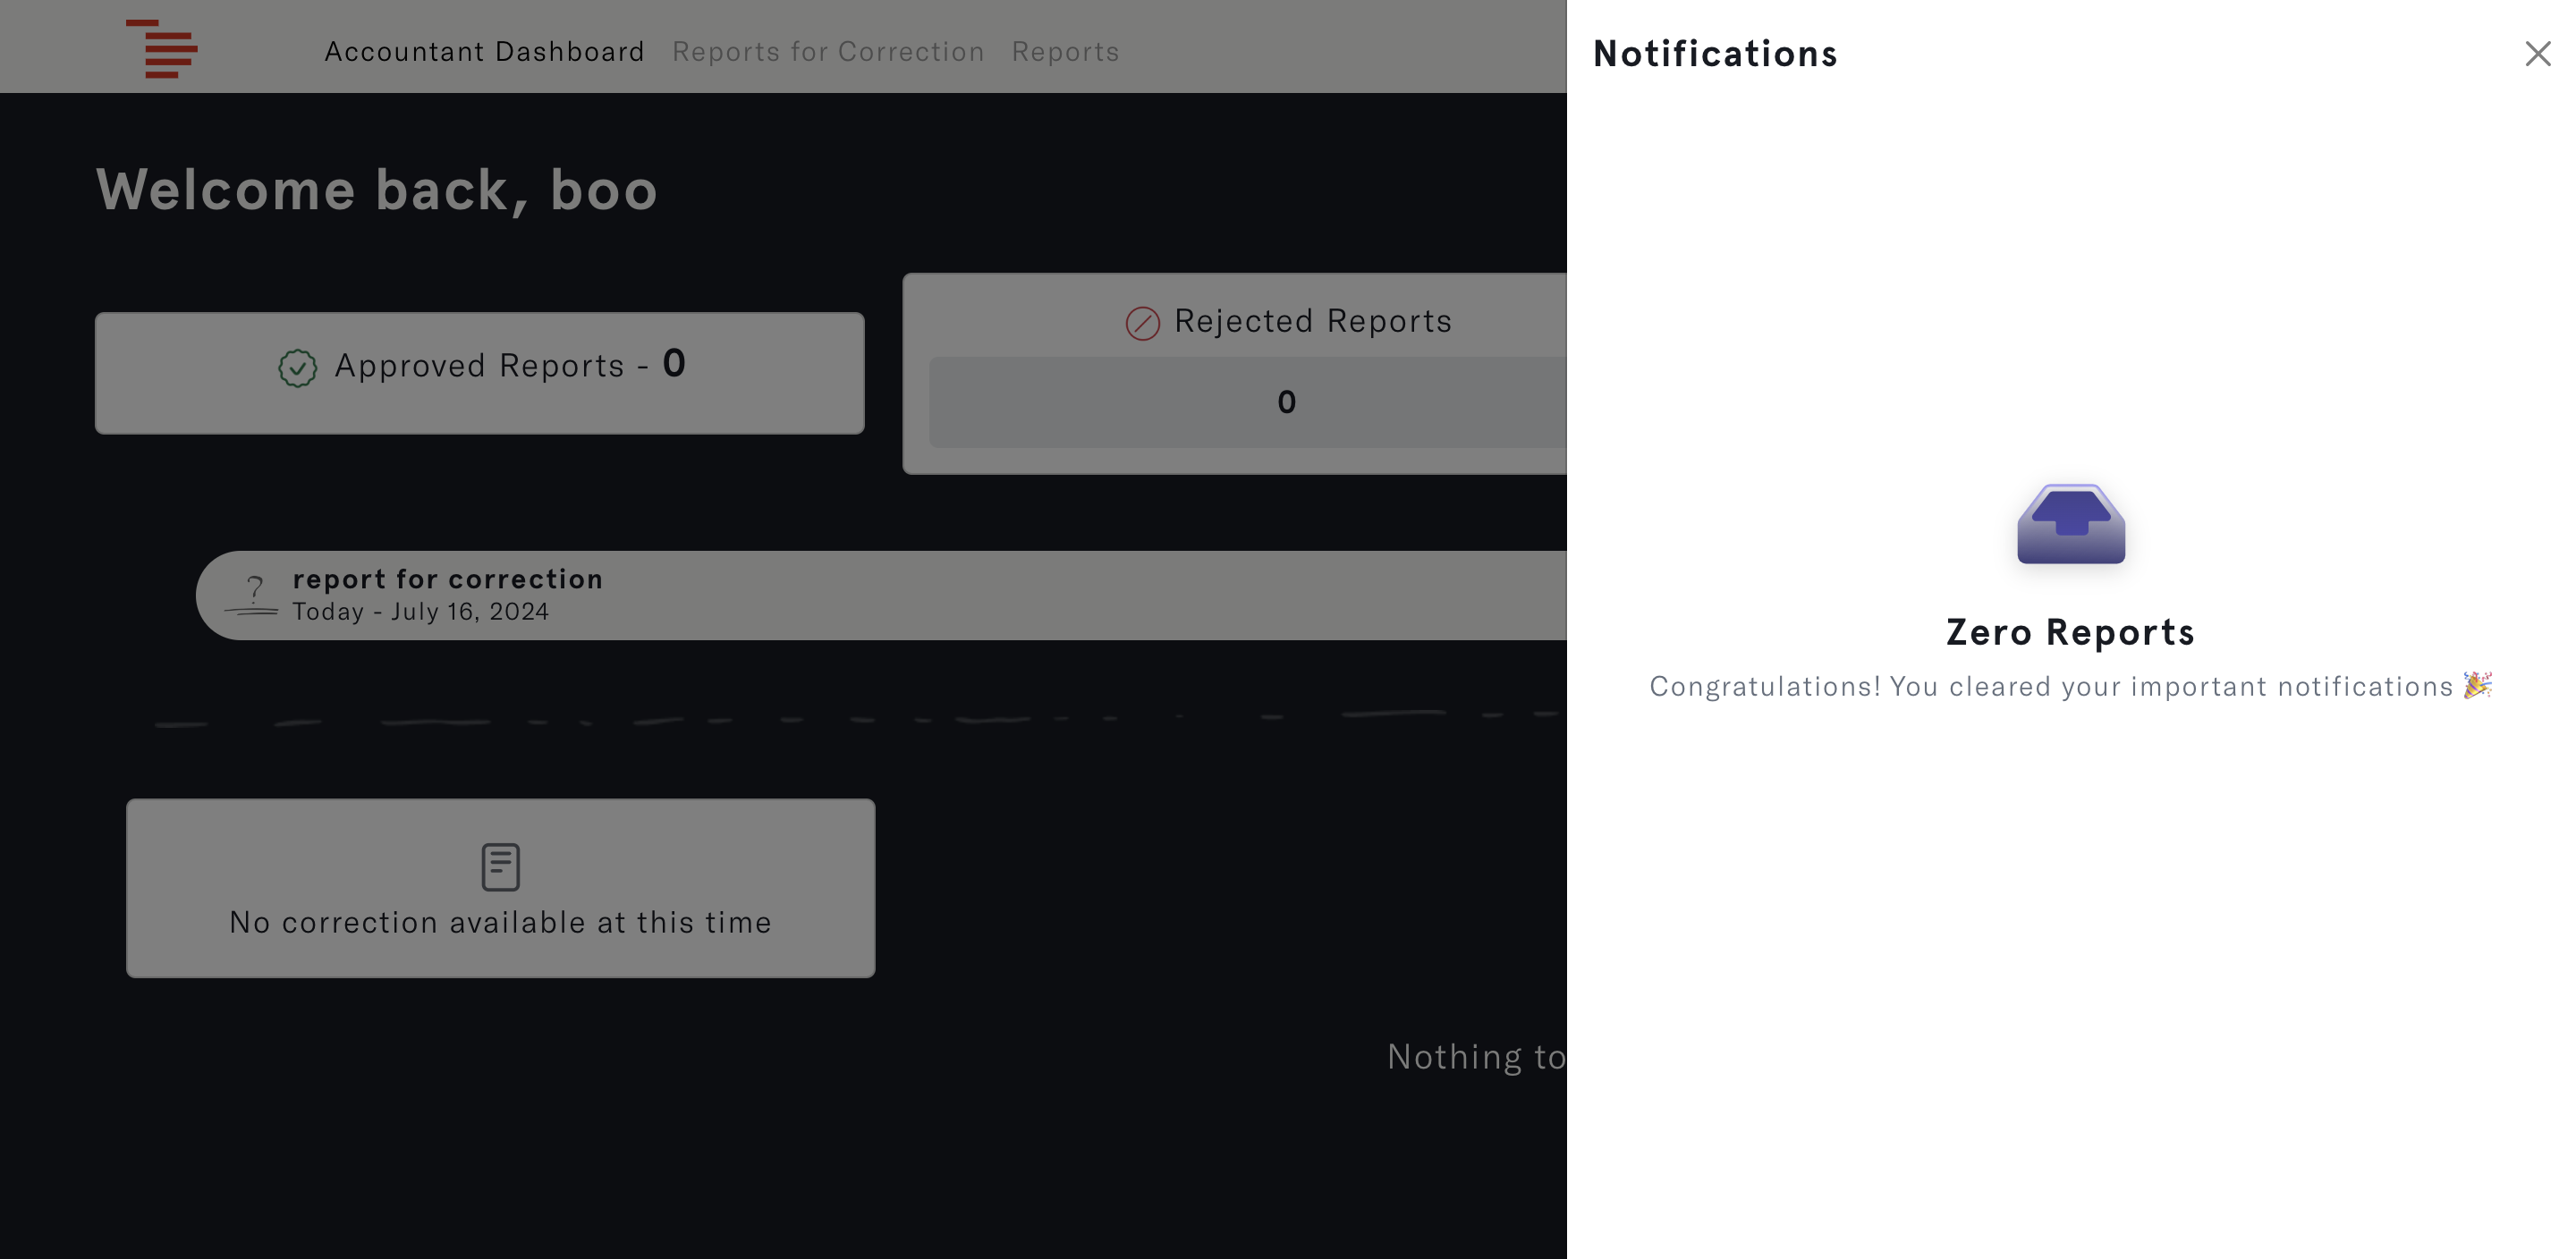 Accountant Dashboard Reports for Correction Reports
Notifications
Welcome back, boo
Approved Reports - 0
Rejected Reports
0
report for correction
Today - July 16, 2024
Zero Reports
Congratulations! You cleared your important notifications 🎉
No correction available at this time
Nothing to